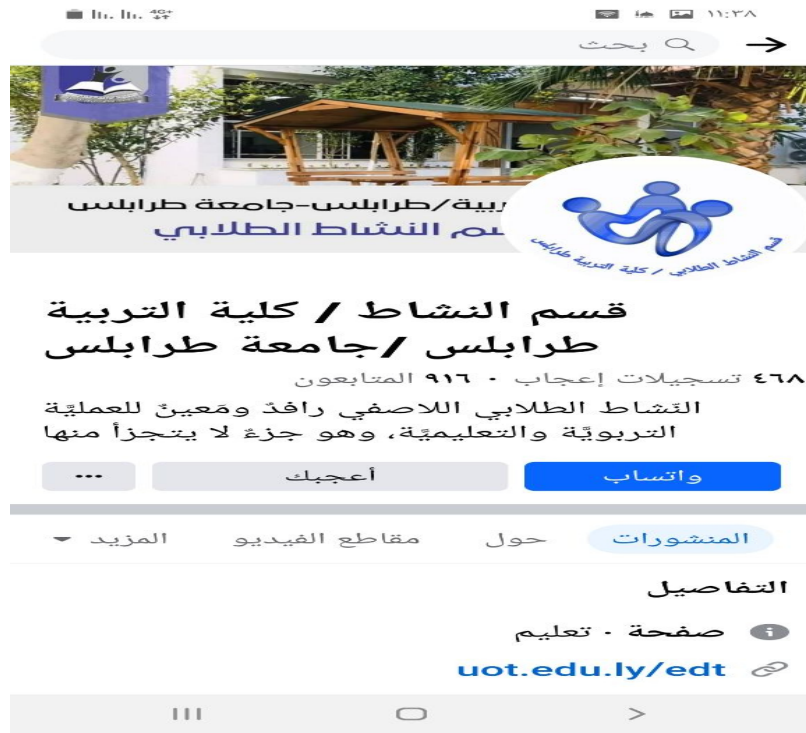 4G+
١١:٣٨
بحث
بية/طرابلس-جامعة طرابلس
قسم النشاط الطلابي / كلية التربية طرابلس
النشاط الطلابي
قسم النشاط / كلية التربية
طرابلس /جامعة طرابلس
٤٦٨ تسجيلات إعجاب · ٩١٦ المتابعون
النّشاط الطلابي اللاصفي رافدٌ ومَعينٌ للعمليَّة
التربويَّة والتعليميَّة، وهو جزءٌ لا يتجزأ منها
واتساب
أعجبك
المنشورات
حول
مقاطع الفيديو
المزيد
التفاصيل
صفحة · تعليم
uot.edu.ly/edt